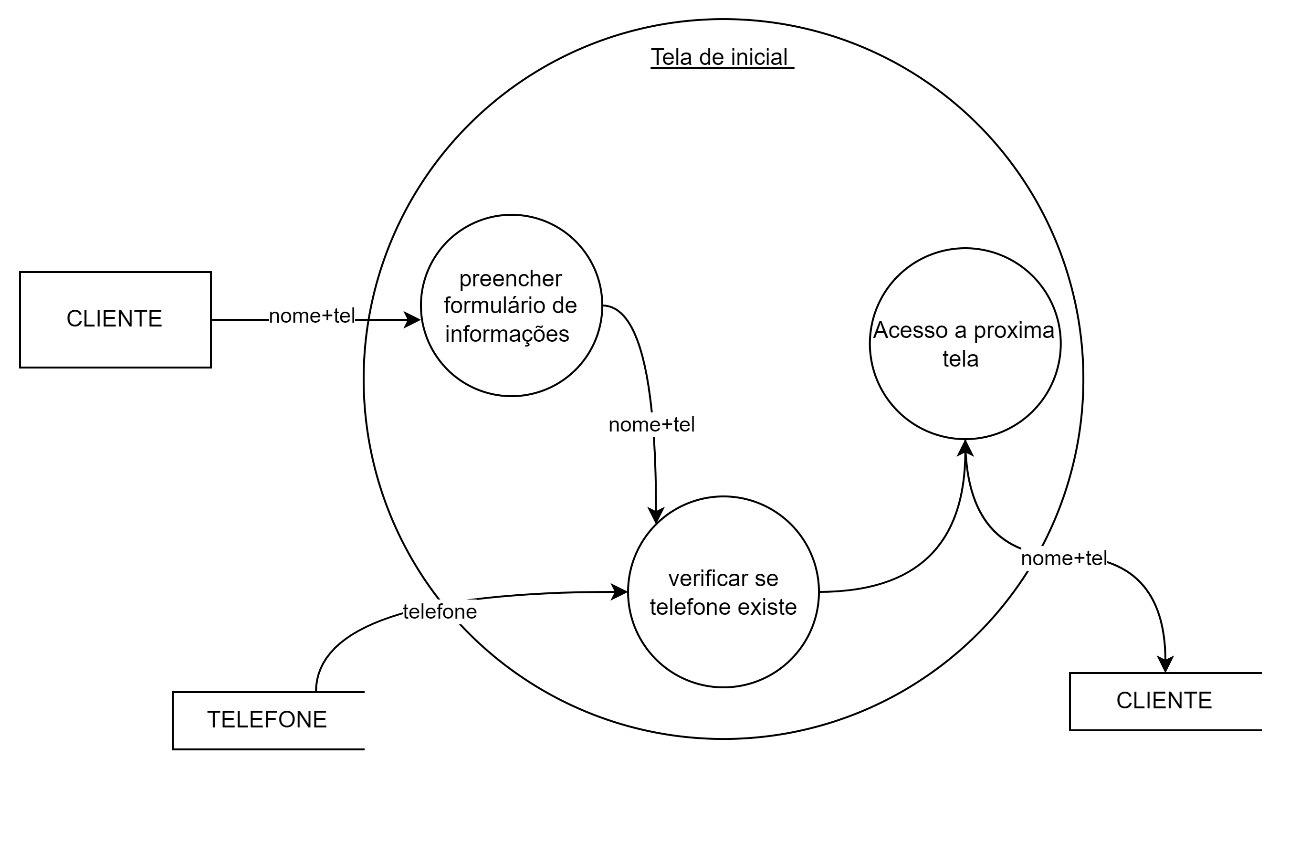 Tela de inicial
preencher
formulário de
informações
CLIENTE
nome+tel
Acesso a proxima
tela
nome+tel
verificar se
telefone existe
nome+tel
telefone
TELEFONE
CLIENTE